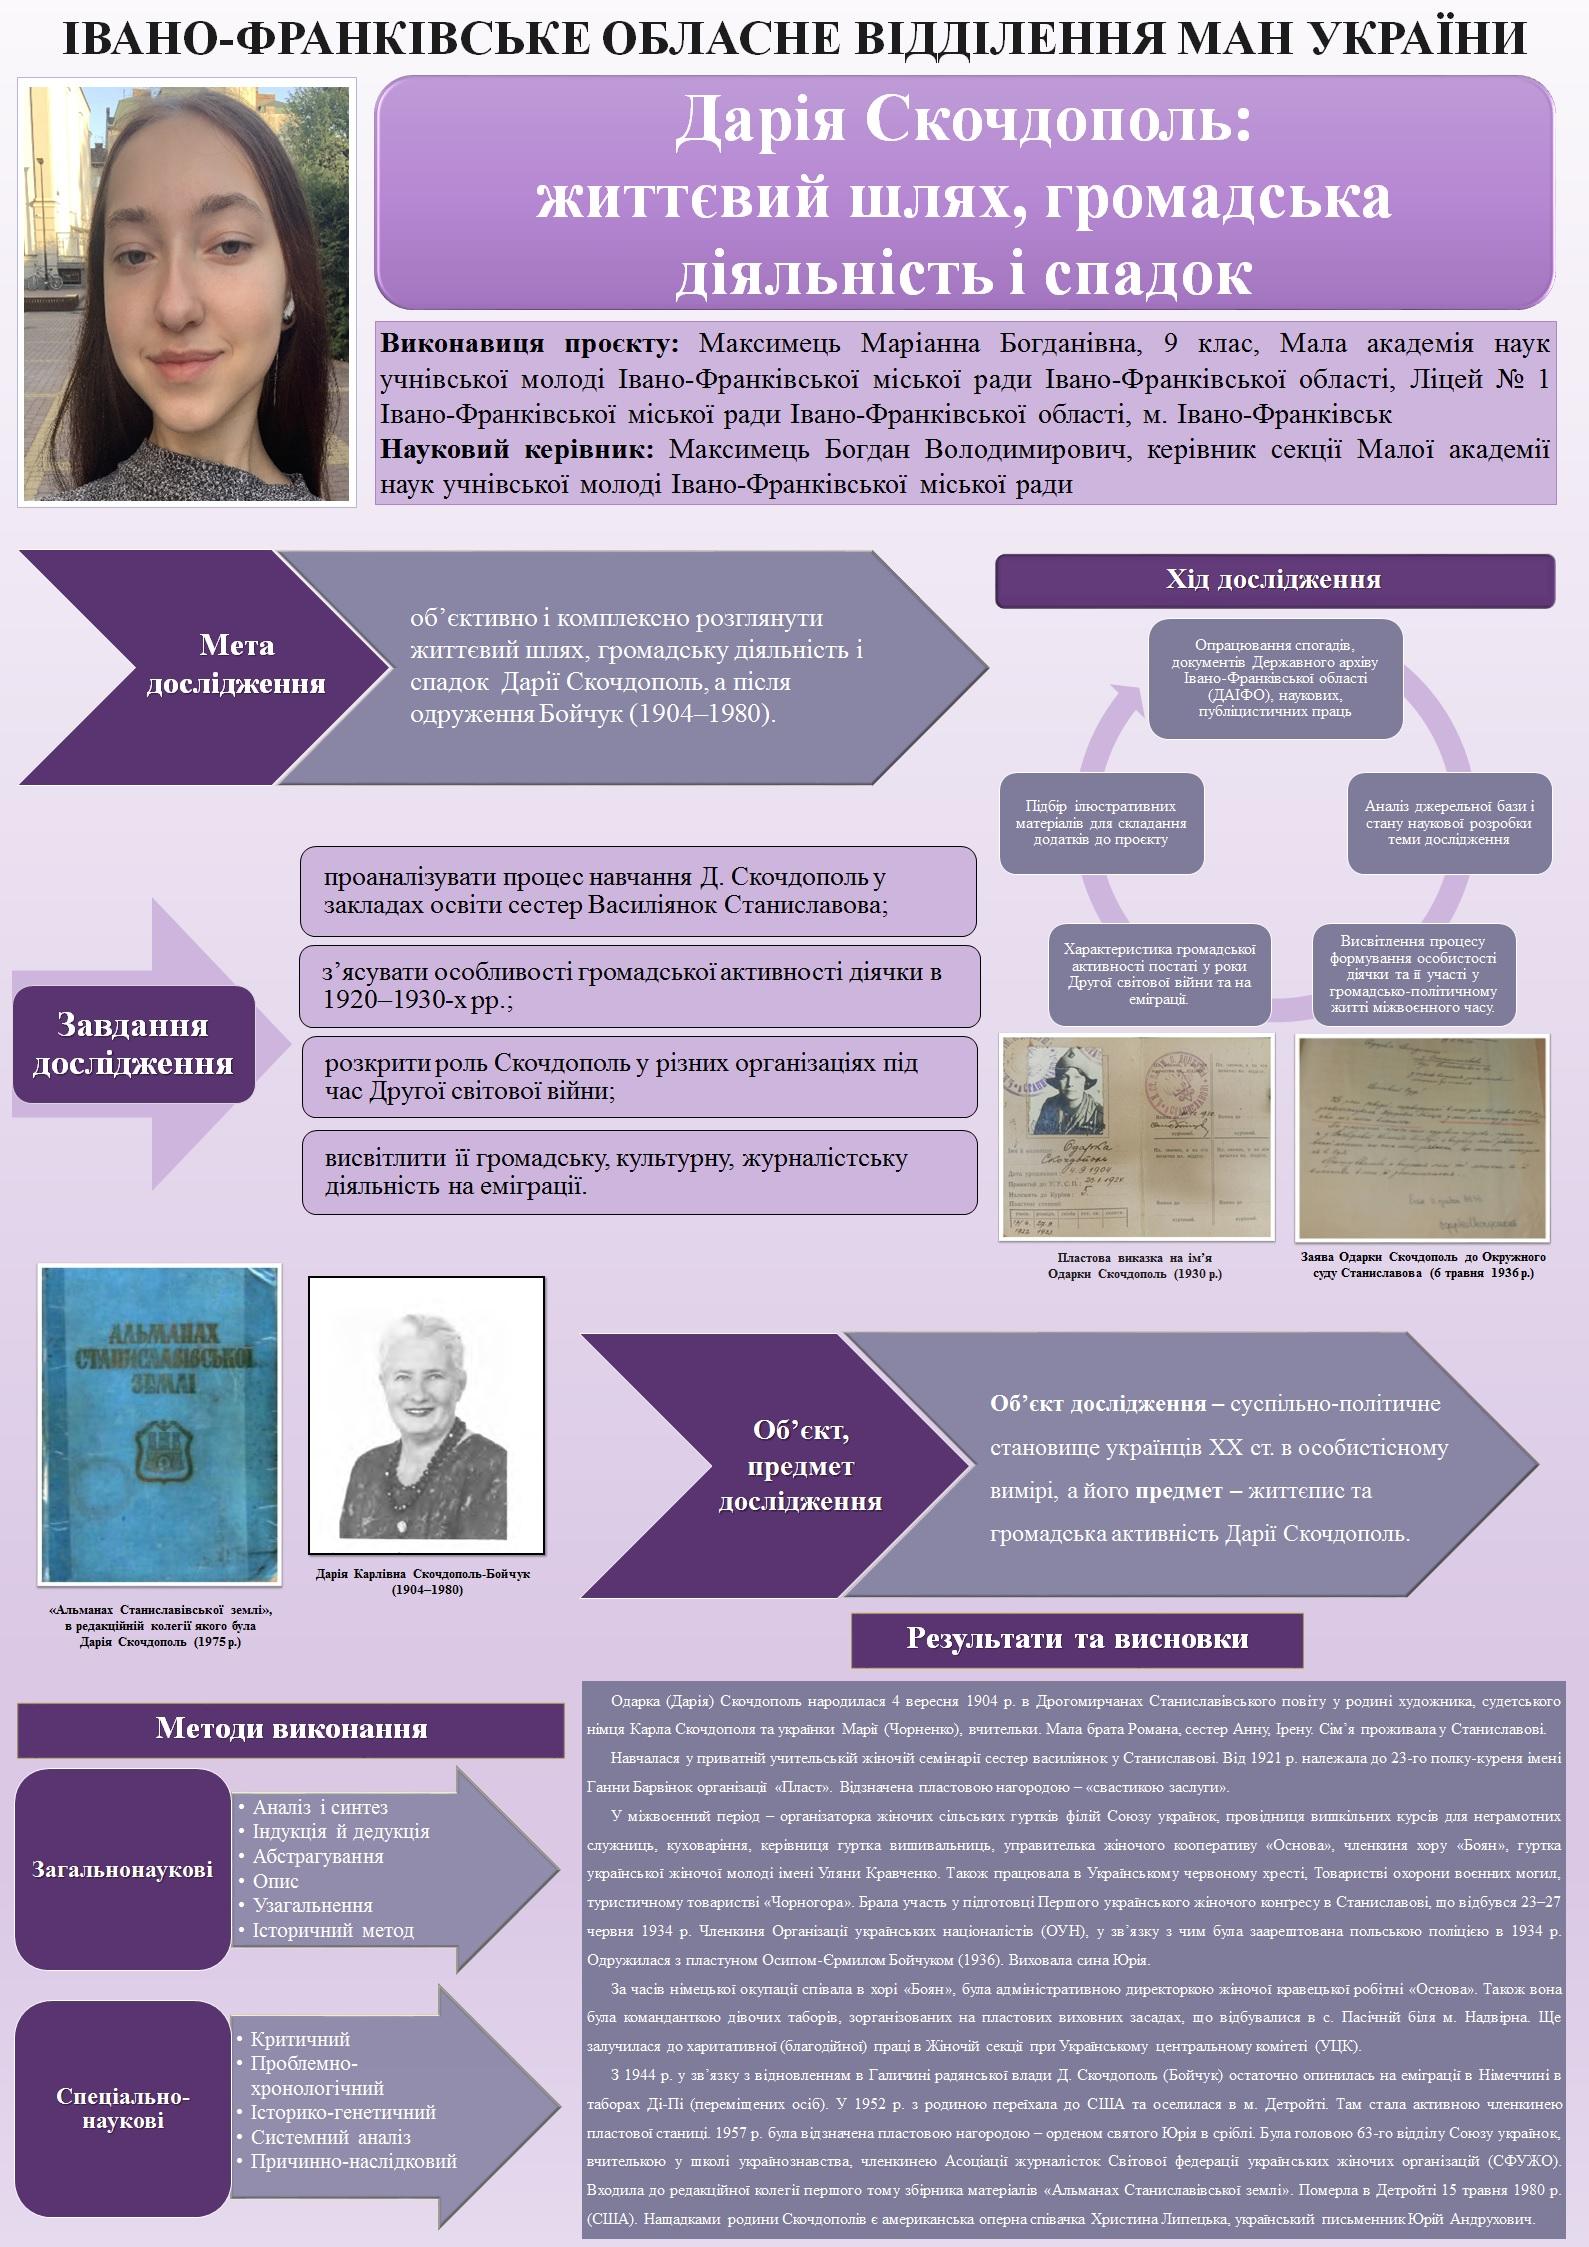 ІВАНО-ФРАНКІВСЬКЕ ОБЛАСНЕ ВІДДІЛЕННЯ МАН УКРАЇНИ
Дарія Скочдополь:
життєвий шлях, громадська
діяльність і спадок
Виконавиця проєкту: Максимець Маріанна Богданівна, 9 клас, Мала академія наук
учнівської молоді Івано-Франківської міської ради Івано-Франківської області, Ліцей № 1
Івано-Франківської міської ради Івано-Франківської області, м. Івано-Франківськ
Науковий керівник: Максимець Богдан Володимирович, керівник секції Малої академії
наук учнівської молоді Івано-Франківської міської ради
Мета
дослідження
об’єктивно і комплексно розглянути
життєвий шлях, громадську діяльність і
спадок Дарії Скочдополь, а після
одруження Бойчук (1904–1980).
Хід дослідження
Опрацювання спогадів,
документів Державного архіву
Івано-Франківської області
(ДАІФО), наукових,
публіцистичних праць
Аналіз джерельної бази і
стану наукової розробки
теми дослідження
Висвітлення процесу
формування особистості
діячки та її участі у
громадсько-політичному
житті міжвоєнного часу.
Характеристика громадської
активності постаті у роки
Другої світової війни та на
еміграції.
Підбір ілюстративних
матеріалів для складання
додатків до проєкту
Завдання
дослідження
проаналізувати процес навчання Д. Скочдополь у
закладах освіти сестер Василіянок Станиславова;
з’ясувати особливості громадської активності діячки в
1920–1930-х рр.;
розкрити роль Скочдополь у різних організаціях під
час Другої світової війни;
висвітлити її громадську, культурну, журналістську
діяльність на еміграції.
Одарка
Скочдополь
4.9 1904
Пластова виказка на ім’я
Одарки Скочдополь (1930 р.)
Заява Одарки Скочдополь до Окружного
суду Станиславова (6 травня 1936 р.)
АЛЬМАНАХ
СТАНИСЛАВІВСЬКОЇ
ЗЕМЛІ
«Альманах Станиславівської землі»,
в редакційній колегії якого була
Дарія Скочдополь (1975 р.)
Дарія Карлівна Скочдополь-Бойчук
(1904–1980)
Об’єкт,
предмет
дослідження
Об’єкт дослідження – суспільно-політичне
становище українців ХХ ст. в особистісному
вимірі, а його предмет – життєпис та
громадська активність Дарії Скочдополь.
Методи виконання
Загальнонаукові
• Аналіз і синтез
• Індукція й дедукція
• Абстрагування
• Опис
• Узагальнення
• Історичний метод
Спеціально-
наукові
• Критичний
• Проблемно-
хронологічний
• Історико-генетичний
• Системний аналіз
• Причинно-наслідковий
Результати та висновки
Одарка (Дарія) Скочдополь народилася 4 вересня 1904 р. в Дрогомирчанах Станиславівського повіту у родині художника, судетського
німця Карла Скочдополя та українки Марії (Чорненко), вчительки. Мала брата Романа, сестер Анну, Ірену. Сім’я проживала у Станиславові.
Навчалася у приватній учительській жіночій семінарії сестер василіянок у Станиславові. Від 1921 р. належала до 23-го полку-куреня імені
Ганни Барвінок організації «Пласт». Відзначена пластовою нагородою – «свастикою заслуги».
У міжвоєнний період – організаторка жіночих сільських гуртків філій Союзу українок, провідниця вишкільних курсів для неграмотних
служниць, куховаріння, керівниця гуртка вишивальниць, управителька жіночого кооперативу «Основа», членкиня хору «Боян», гуртка
української жіночої молоді імені Уляни Кравченко. Також працювала в Українському червоному хресті, Товаристві охорони воєнних могил,
туристичному товаристві «Чорногора». Брала участь у підготовці Першого українського жіночого конгресу в Станиславові, що відбувся 23–27
червня 1934 р. Членкиня Організації українських націоналістів (ОУН), у зв’язку з чим була заарештована польською поліцією в 1934 р.
Одружилася з пластуном Осипом-Єрмилом Бойчуком (1936). Виховала сина Юрія.
За часів німецької окупації співала в хорі «Боян», була адміністративною директоркою жіночої кравецької робітні «Основа». Також вона
була команданткою дівочих таборів, зорганізованих на пластових виховних засадах, що відбувалися в с. Пасічній біля м. Надвірна. Ще
залучилася до харитативної (благодійної) праці в Жіночій секції при Українському центральному комітеті (УЦК).
З 1944 р. у зв’язку з відновленням в Галичині радянської влади Д. Скочдополь (Бойчук) остаточно опинилась на еміграції в Німеччині в
таборах Ді-Пі (переміщених осіб). У 1952 р. з родиною переїхала до США та оселилася в м. Детройті. Там стала активною членкинею
пластової станиці. 1957 р. була відзначена пластовою нагородою – орденом святого Юрія в сріблі. Була головою 63-го відділу Союзу українок,
вчителькою у школі українознавства, членкинею Асоціації журналісток Світової федерації українських жіночих організацій (СФУЖО).
Входила до редакційної колегії першого тому збірника матеріалів «Альманах Станиславівської землі». Померла в Детройті 15 травня 1980 р.
(США). Нащадками родини Скочдополів є американська оперна співачка Христина Липецька, український письменник Юрій Андрухович.